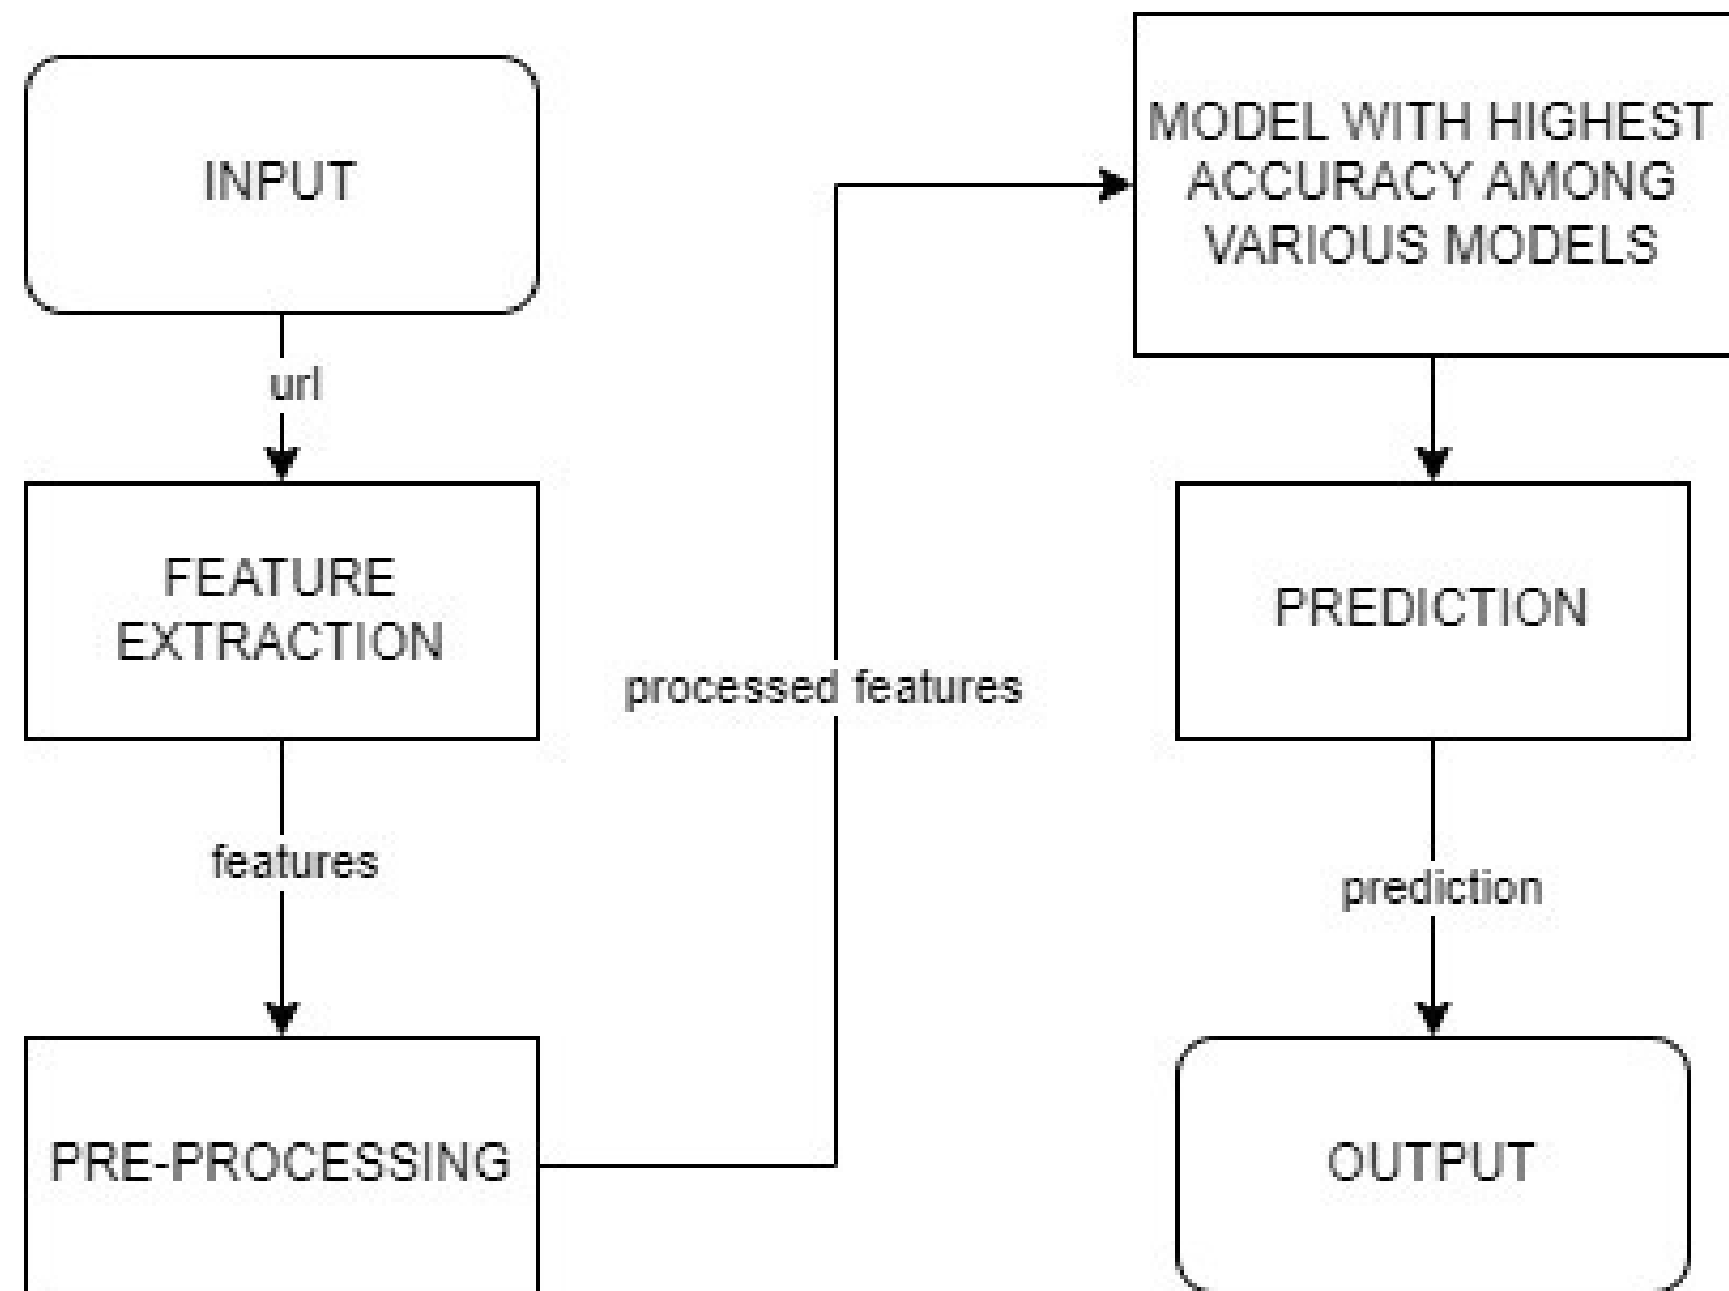 INPUT
url
FEATURE
EXTRACTION
features
PRE-PROCESSING
processed features
MODEL WITH HIGHEST
ACCURACY AMONG
VARIOUS MODELS
PREDICTION
prediction
OUTPUT